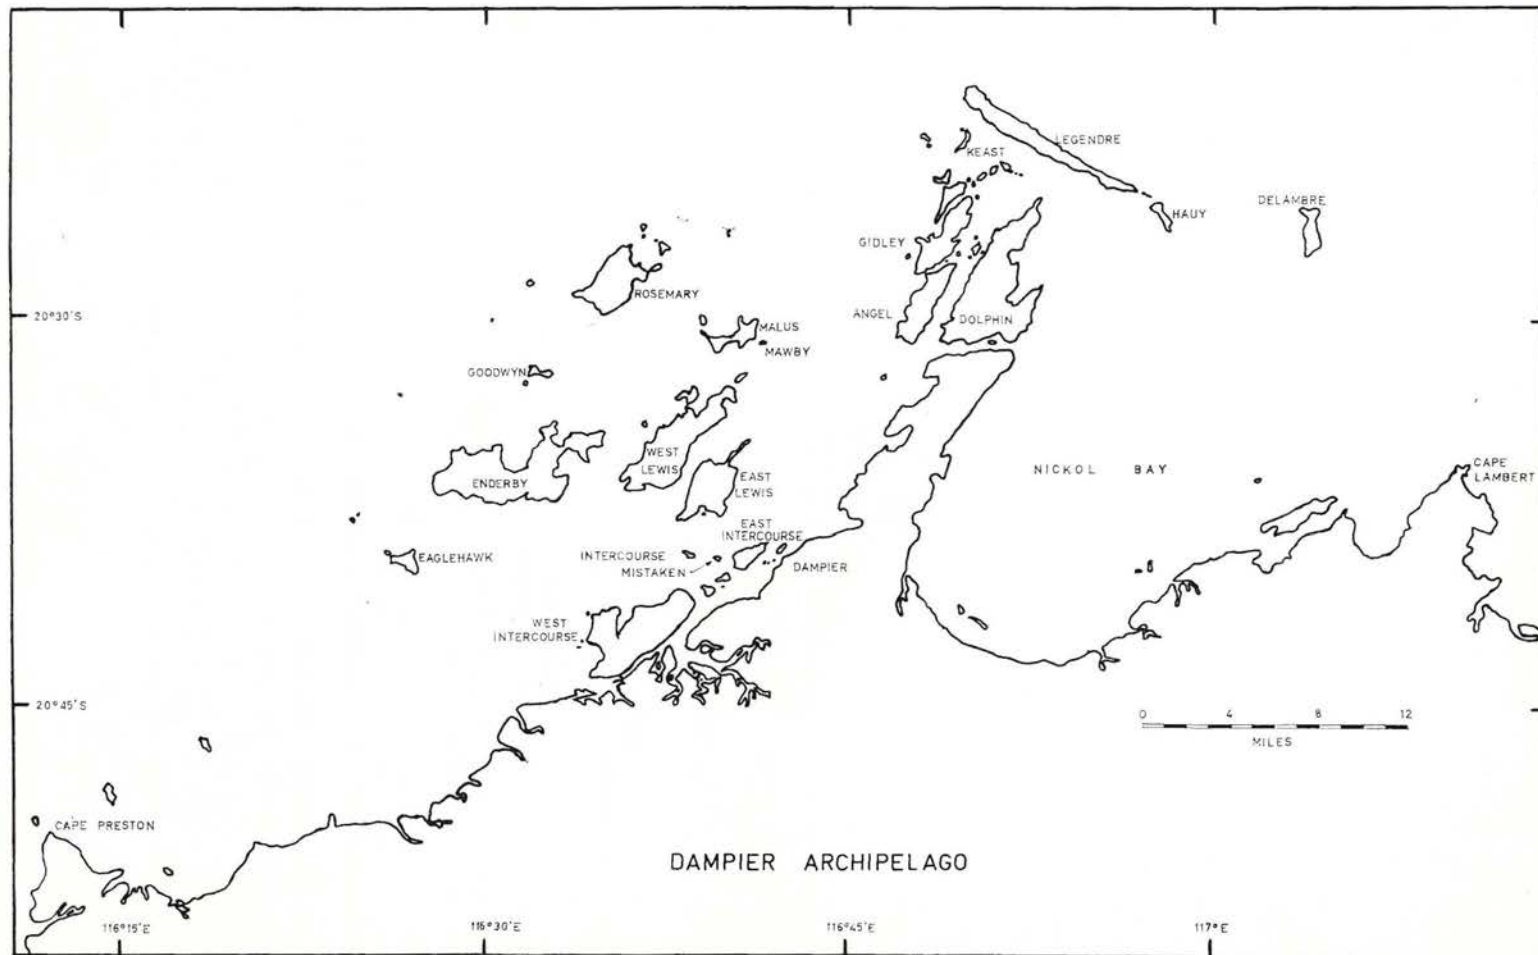 LEGENDRE
KEAST
DELAMBRE
HAUY
GIDLEY
ROSEMARY
20°30'S
ANGEL
DOLPHIN
MALUS
MAWBY
GOODWYN
WEST
LEWIS
ENDERBY
EAST
LEWIS
NICKOL BAY
CAPE
LAMBERT
EAST
INTERCOURSE
INTERCOURSE
MISTAKEN
DAMPIER
EAGLEHAWK
WEST
INTERCOURSE
20°45'S
0 4 8 12
MILES
CAPE PRESTON
DAMPIER ARCHIPELAGO
116°15'E
116°30'E
116°45'E
117°E